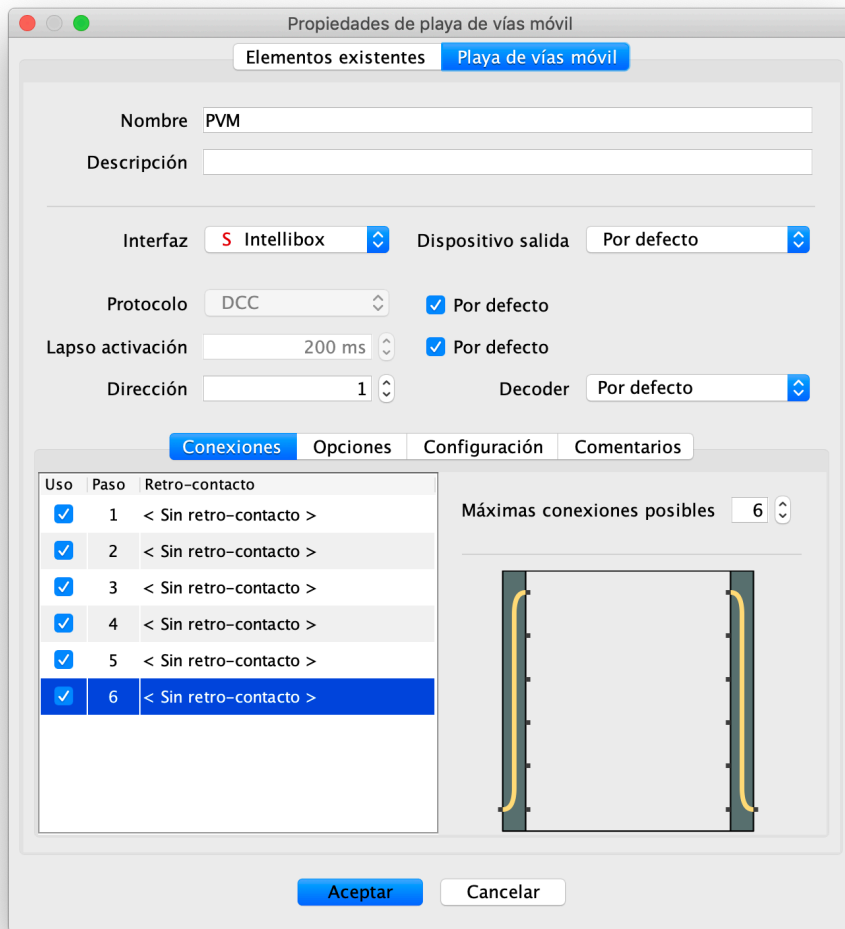 Propiedades de playa de vías móvil
Elementos existentes Playa de vías móvil
Nombre PVM
Descripción
Interfaz S Intellibox Dispositivo salida Por defecto
Protocolo DCC Por defecto
Lapso activación 200 ms Por defecto
Dirección 1 Decoder Por defecto
Conexiones Opciones Configuración Comentarios
Uso Paso Retro-contacto
Máximas conexiones posibles 6
1 < Sin retro-contacto >
2 < Sin retro-contacto >
3 < Sin retro-contacto >
4 < Sin retro-contacto >
5 < Sin retro-contacto >
6 < Sin retro-contacto >
Aceptar Cancelar